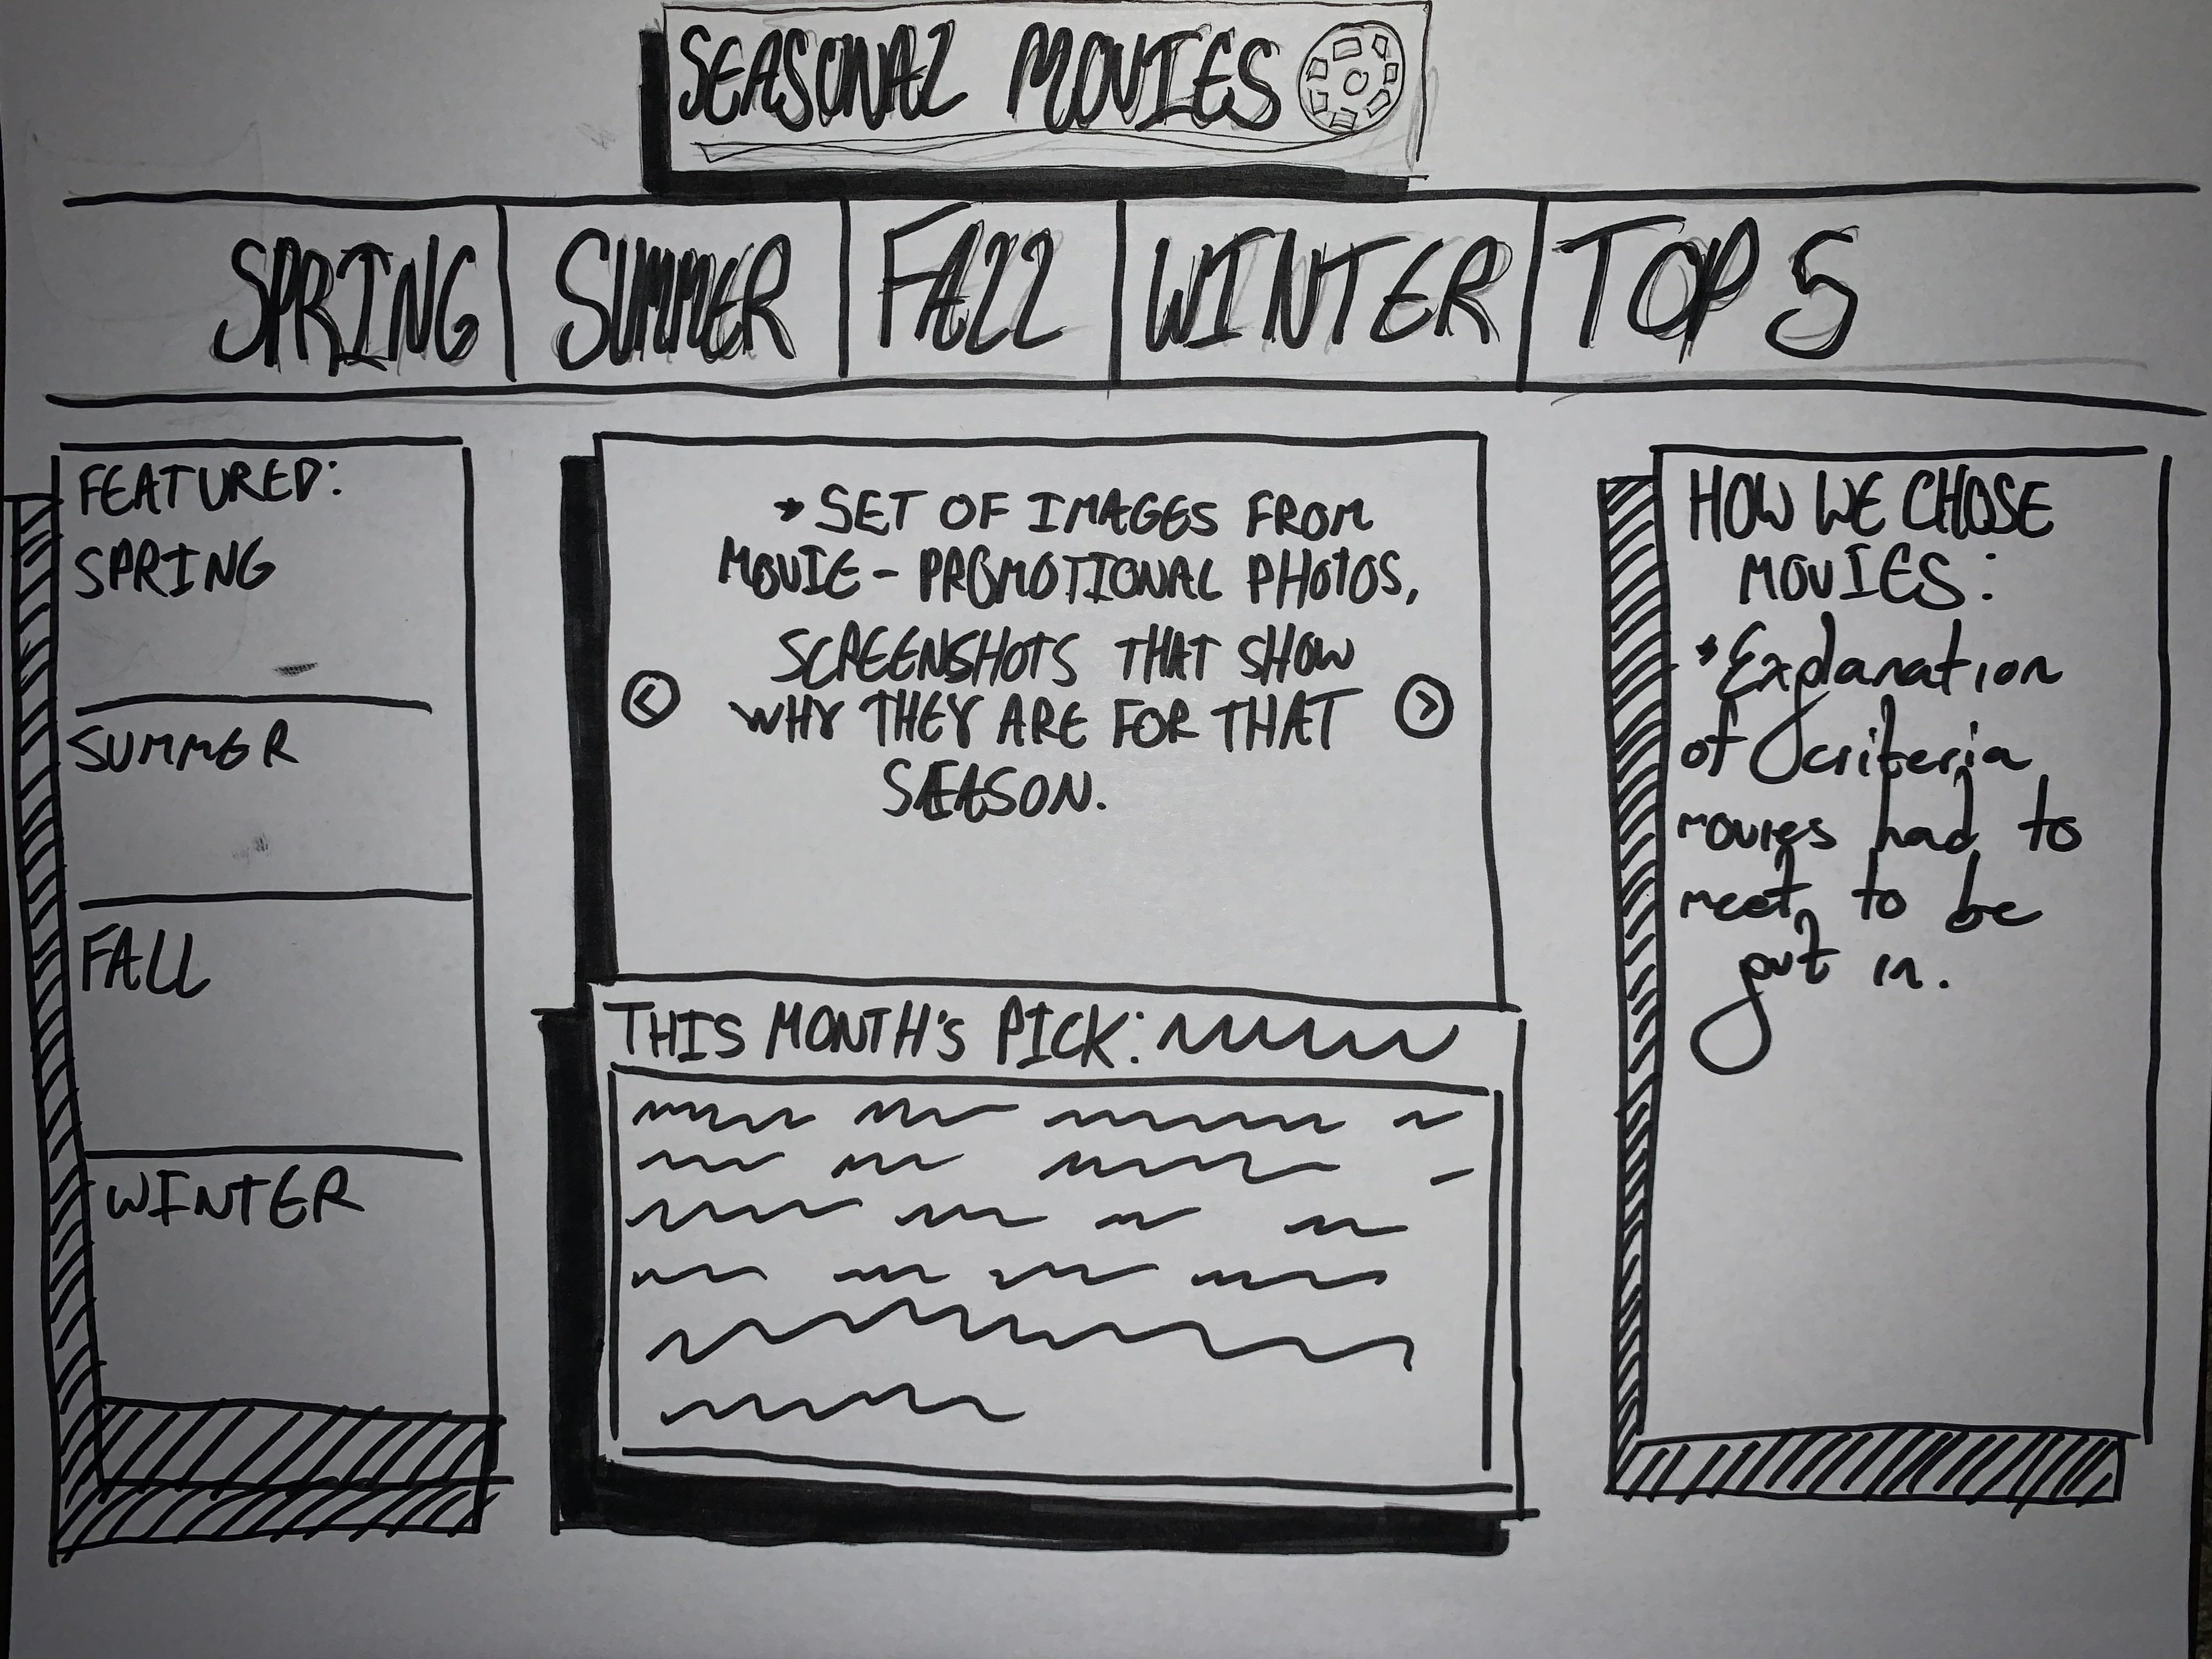 SEASONAL MOVIES
SPRING SUMMER FALL WINTER TOP 5
FEATURED:
SPRING
SUMMER
FALL
WINTER
SET OF IMAGES FROM
MOVIE - PROMOTIONAL PHOTOS,
SCREENSHOTS THAT SHOW
WHY THEY ARE FOR THAT
SEASON.
< >
THIS MONTH'S PICK:
HOW WE CHOSE
MOVIES:
Explanation
of criteria
movies had to
meet to be
put in.